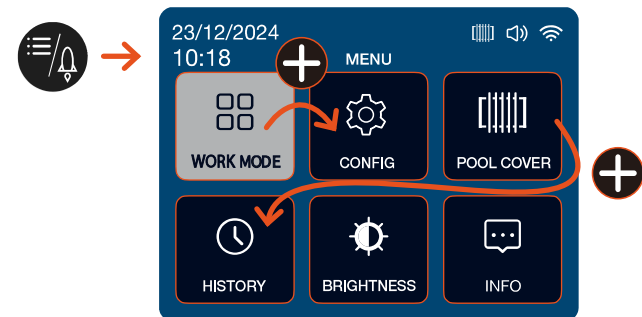 23/12/2024
10:18
MENU
WORK MODE
CONFIG
POOL COVER
HISTORY
BRIGHTNESS
INFO